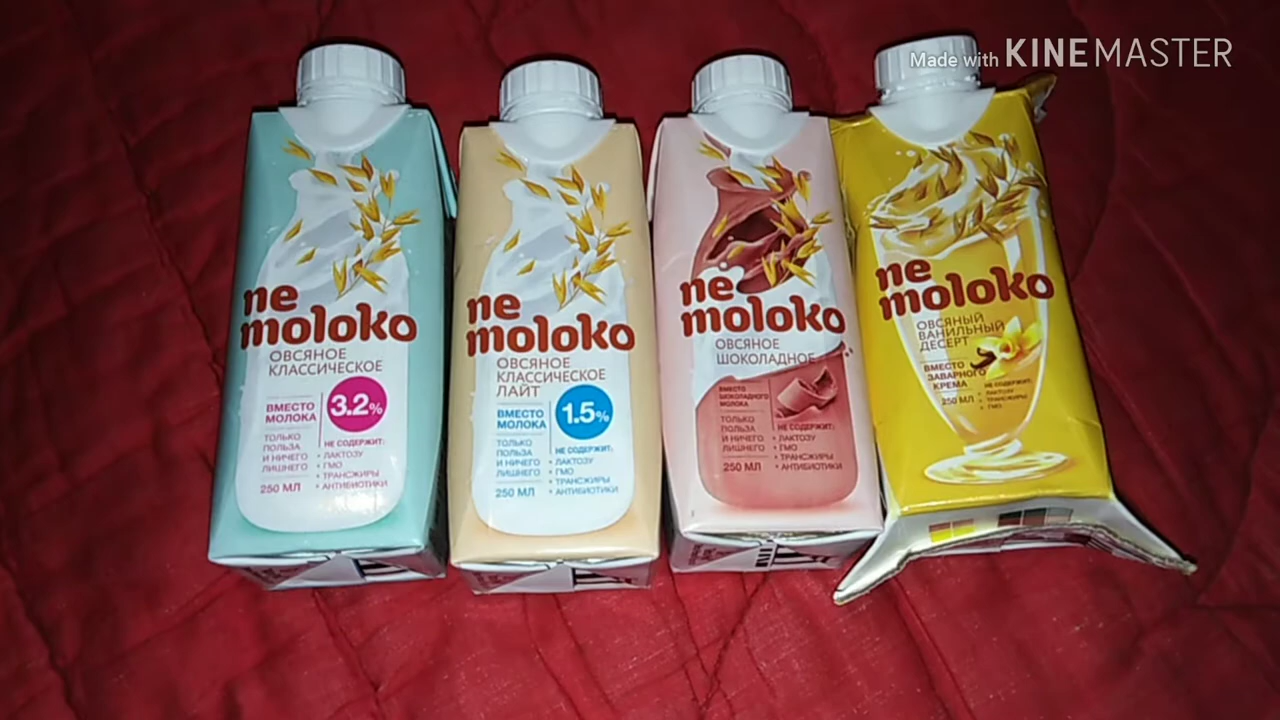 Made with KINEMASTER
ne
moloko
ОВСЯНОЕ
КЛАССИЧЕСКОЕ
ВМЕСТО
МОЛОКА
3.2%
ТОЛЬКО
ПОЛЬЗА
И НИЧЕГО
ЛИШНЕГО
250 МЛ
НЕ СОДЕРЖИТ:
• ЛАКТОЗУ
• ГМО
• ТРАНСЖИРЫ
• АНТИБИОТИКИ
ne
moloko
ОВСЯНОЕ
КЛАССИЧЕСКОЕ
ЛАЙТ
ВМЕСТО
МОЛОКА
1.5%
ТОЛЬКО
ПОЛЬЗА
И НИЧЕГО
ЛИШНЕГО
250 МЛ
НЕ СОДЕРЖИТ:
• ЛАКТОЗУ
• ГМО
• ТРАНСЖИРЫ
• АНТИБИОТИКИ
ne
moloko
ОВСЯНОЕ
ШОКОЛАДНОЕ
ВМЕСТО
ШОКОЛАДНОГО
МОЛОКА
ТОЛЬКО
ПОЛЬЗА
И НИЧЕГО
ЛИШНЕГО
250 МЛ
НЕ СОДЕРЖИТ:
• ЛАКТОЗУ
• ГМО
• ТРАНСЖИРЫ
• АНТИБИОТИКИ
ne
moloko
ОВСЯНЫЙ
ВАНИЛЬНЫЙ
ДЕСЕРТ
ВМЕСТО
ЗАВАРНОГО
КРЕМА
250 МЛ
НЕ СОДЕРЖИТ:
• ЛАКТОЗУ
• ТРАНСЖИРЫ
• ГМО